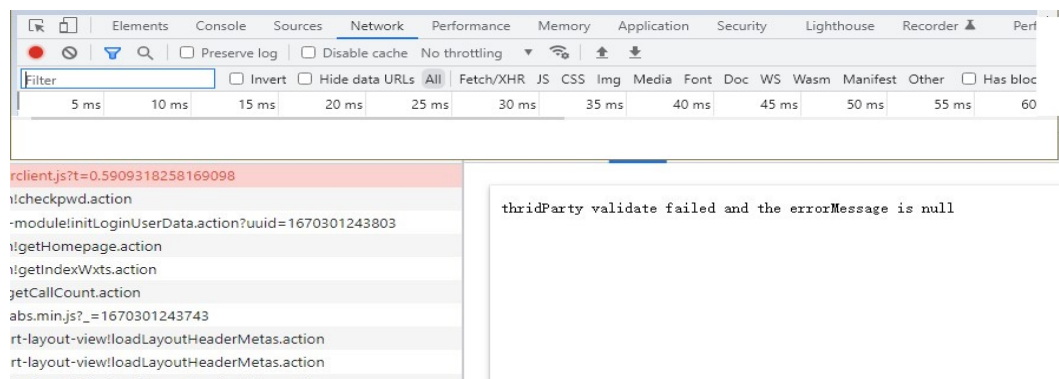 Elements Console Sources Network Performance Memory Application Security Lighthouse Recorder Perf
Preserve log Disable cache No throttling
Filter Invert Hide data URLs All Fetch/XHR JS CSS Img Media Font Doc WS Wasm Manifest Other Has bloc
5 ms 10 ms 15 ms 20 ms 25 ms 30 ms 35 ms 40 ms 45 ms 50 ms 55 ms 60
rclient.js?t=0.5909318258169098
!checkpwd.action
-module!initLoginUserData.action?uuid=1670301243803
!getHomepage.action
!getIndexWxts.action
getCallCount.action
abs.min.js?_=1670301243743
rt-layout-view!loadLayoutHeaderMetas.action
rt-layout-view!loadLayoutHeaderMetas.action
thridParty validate failed and the errorMessage is null